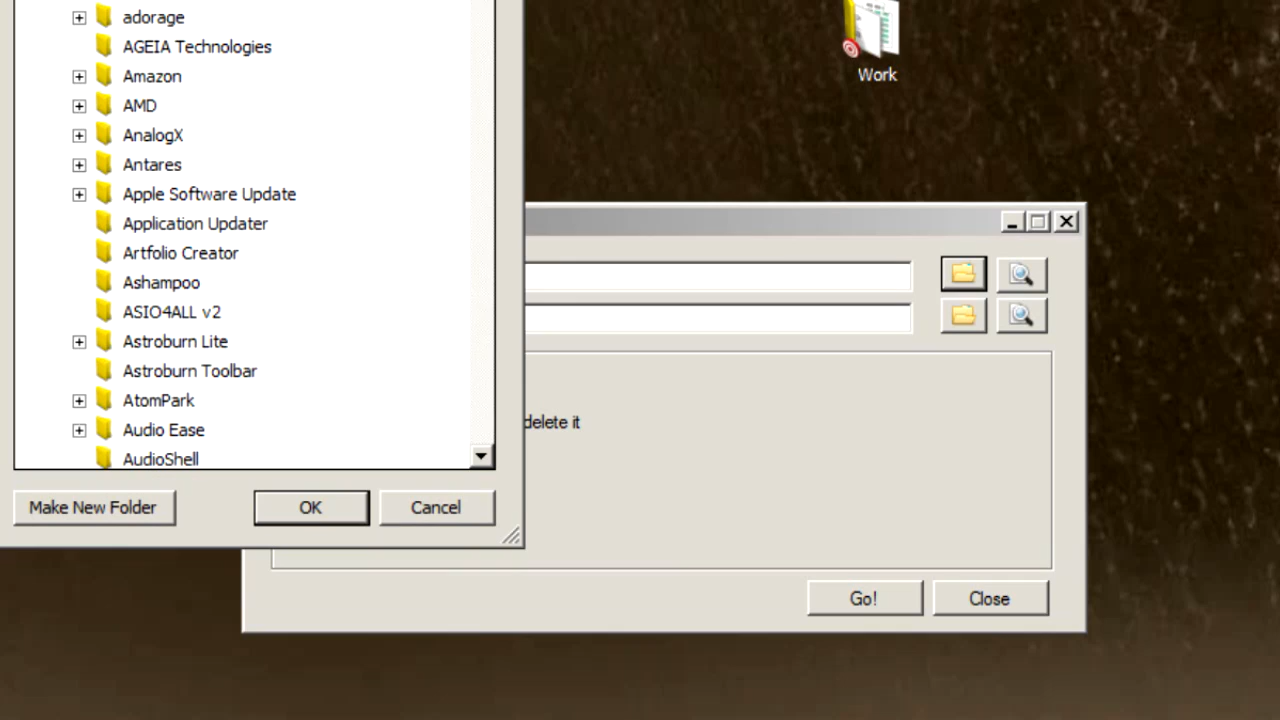 adorage
AGEIA Technologies
Amazon
AMD
AnalogX
Antares
Apple Software Update
Application Updater
Artfolio Creator
Ashampoo
ASIO4ALL v2
Astroburn Lite
Astroburn Toolbar
AtomPark
Audio Ease
AudioShell
Make New Folder
OK
Cancel
Work
delete it
Go!
Close